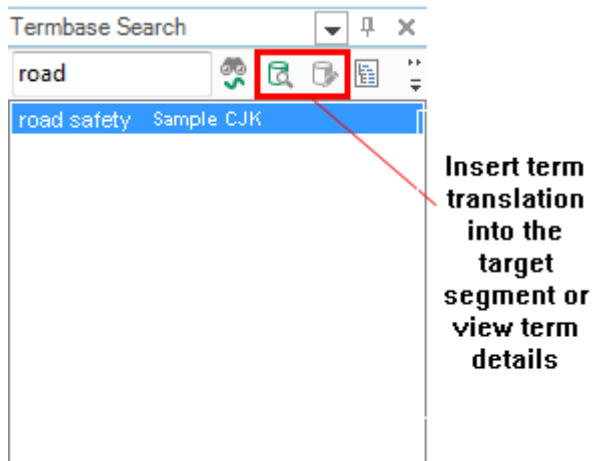 Termbase Search
road
road safety Sample CJK
Insert term
translation
into the
target
segment or
view term
details